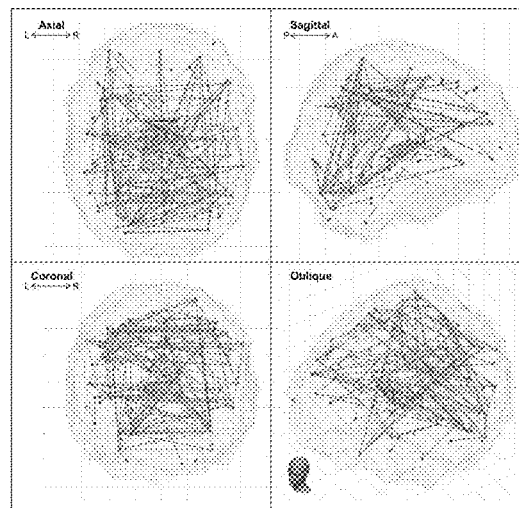 Axial
L R
Sagittal
P A
Coronal
L R
Oblique